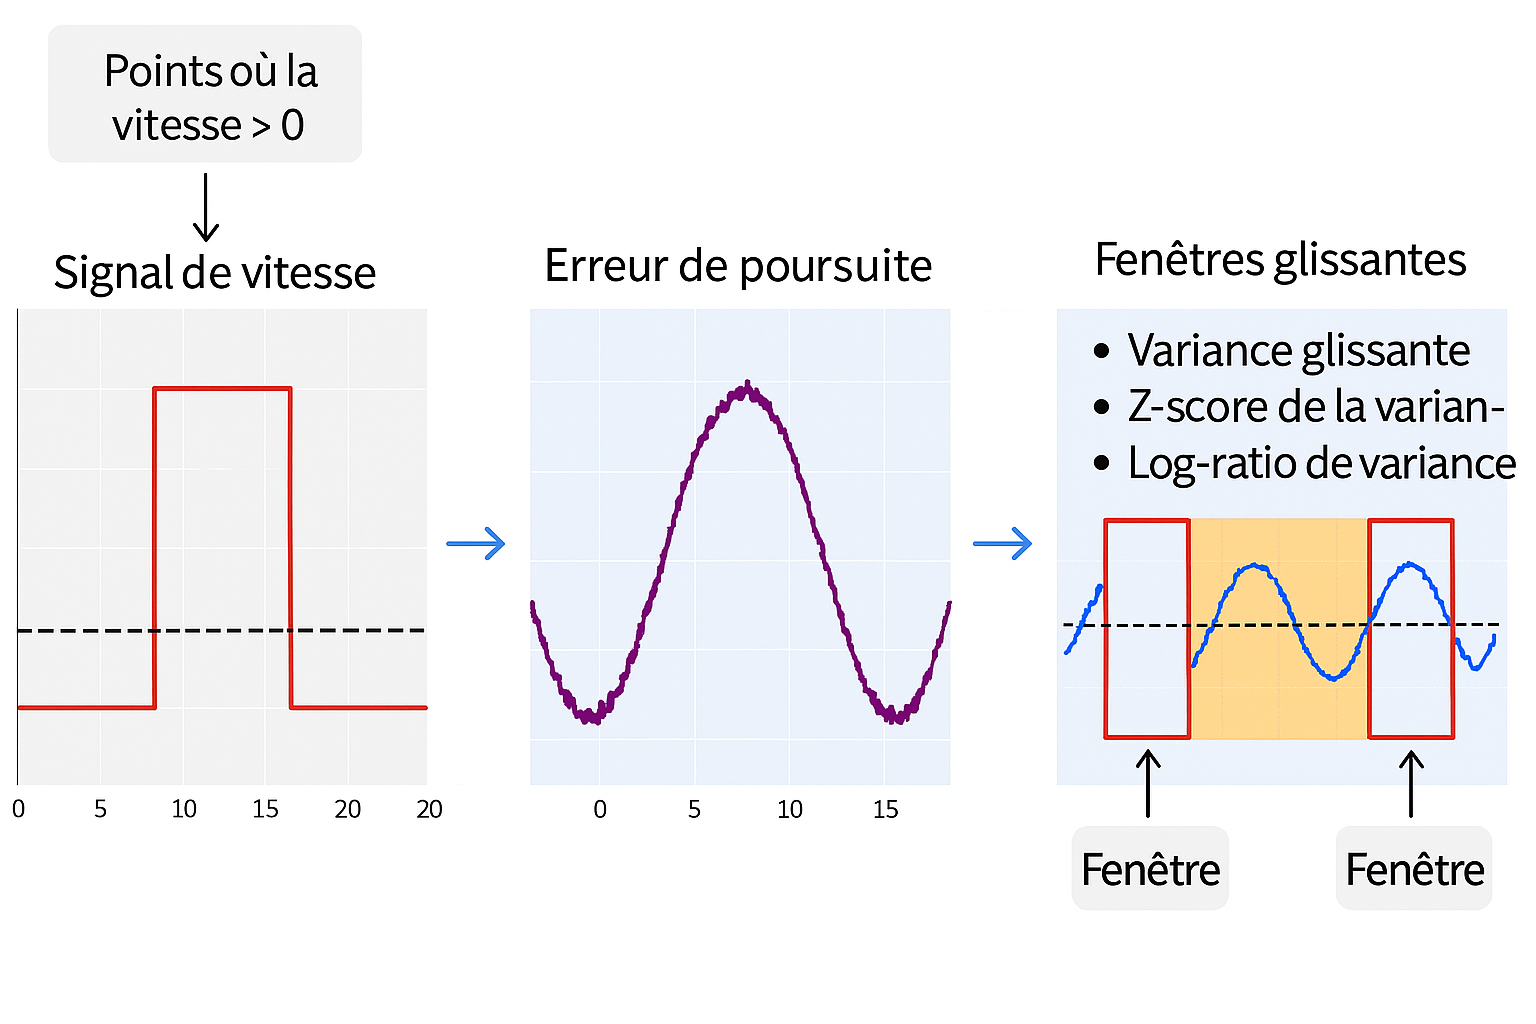 Points où la
vitesse > 0
Signal de vitesse
0 5 10 15 20 20
Erreur de poursuite
0 5 10 15
Fenêtres glissantes
• Variance glissante
• Z-score de la varian-
• Log-ratio de variance
Fenêtre
Fenêtre